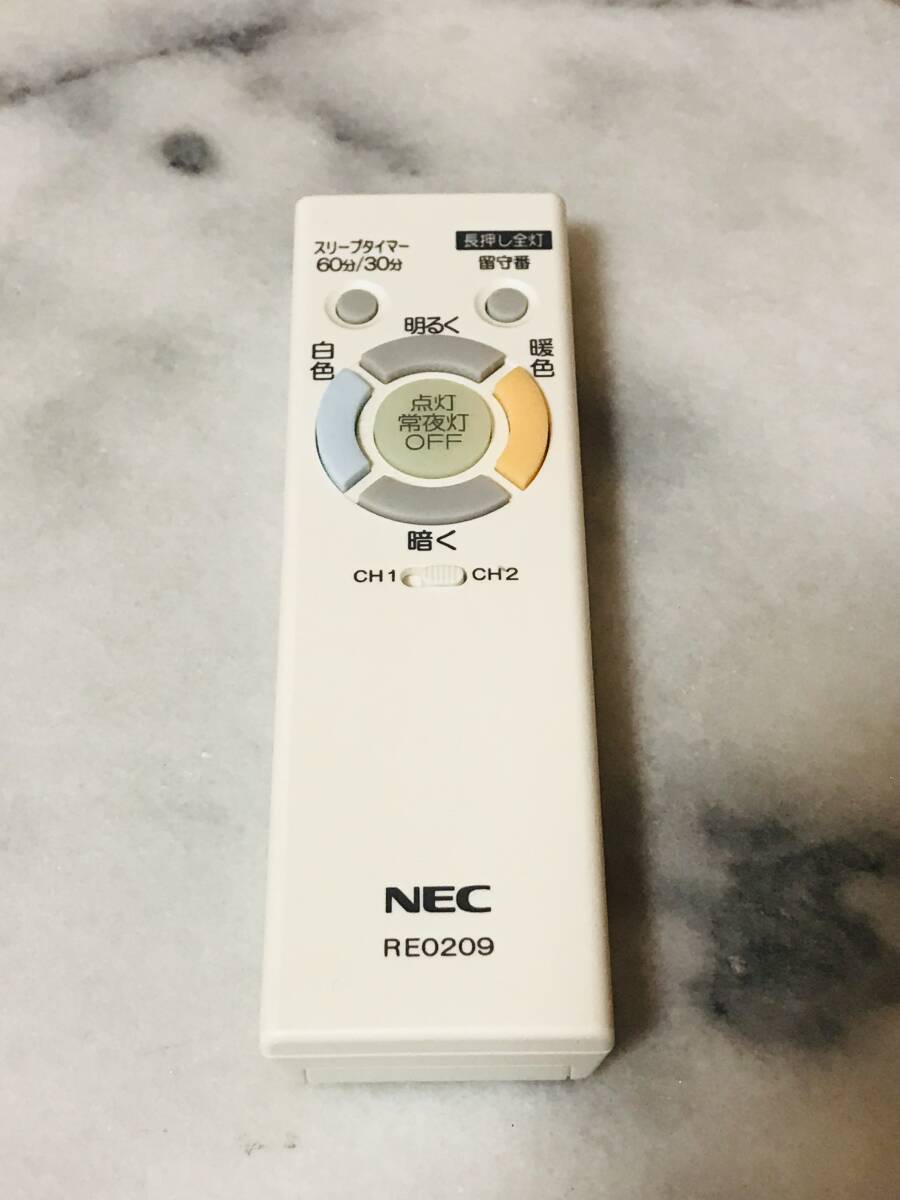 スリープタイマー
60分/30分
長押し全灯
留守番
明るく
白色
暖色
点灯
常夜灯
OFF
暗く
CH1
CH2
NEC
RE0209